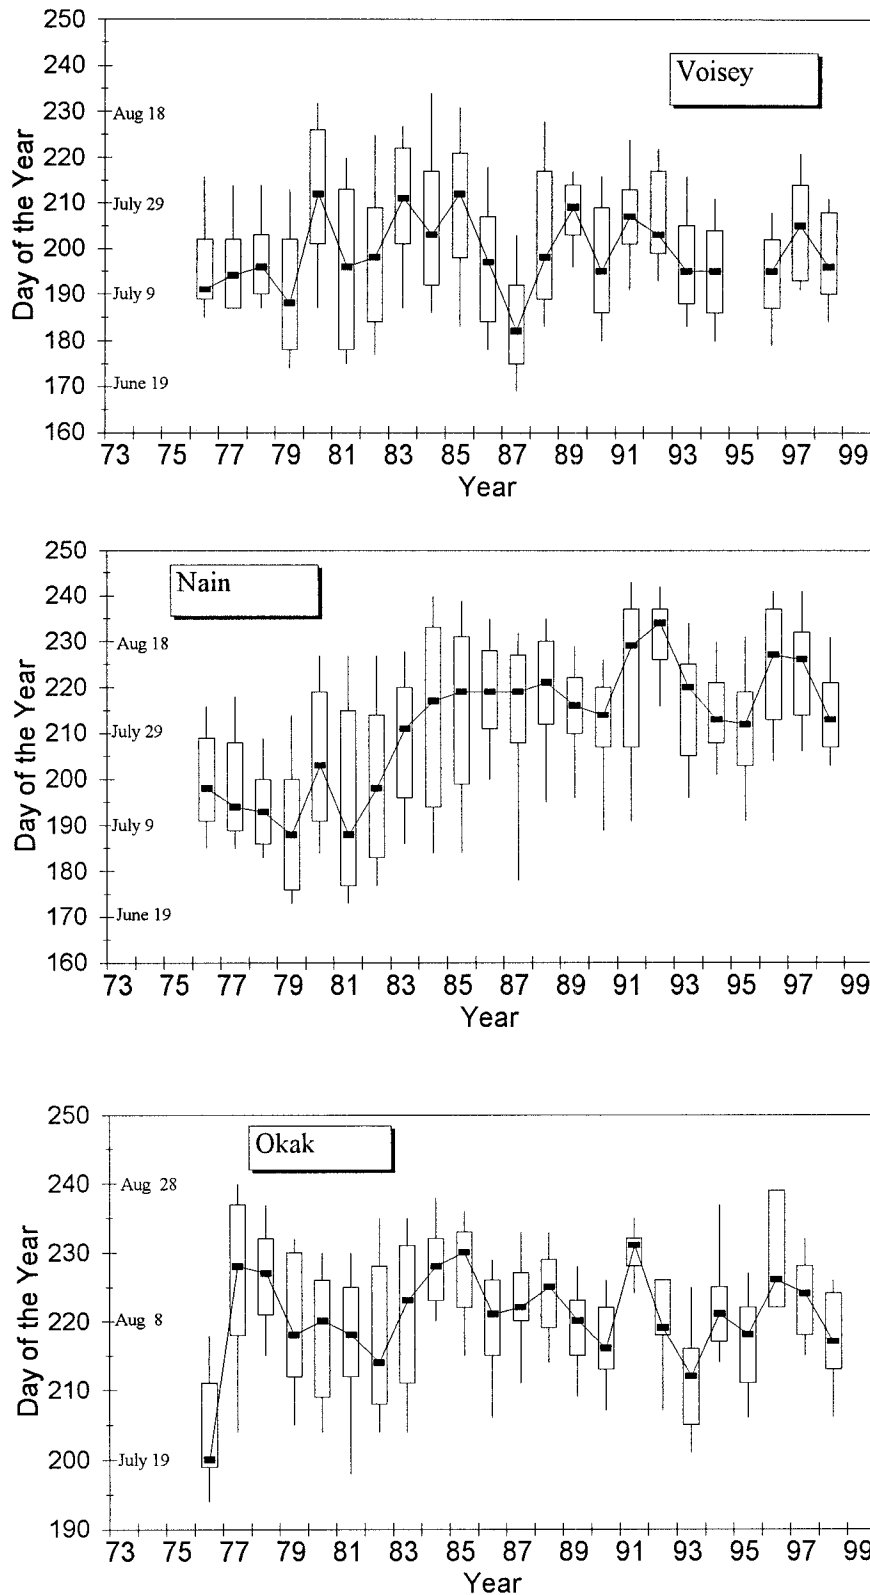 Voisey
Day of the Year
250
240
230
220
210
200
190
180
170
160
Aug 18
July 29
July 9
June 19
73 75 77 79 81 83 85 87 89 91 93 95 97 99
Year
Nain
Day of the Year
250
240
230
220
210
200
190
180
170
160
Aug 18
July 29
July 9
June 19
73 75 77 79 81 83 85 87 89 91 93 95 97 99
Year
Okak
Day of the Year
250
240
230
220
210
200
190
Aug 28
Aug 8
July 19
73 75 77 79 81 83 85 87 89 91 93 95 97 99
Year